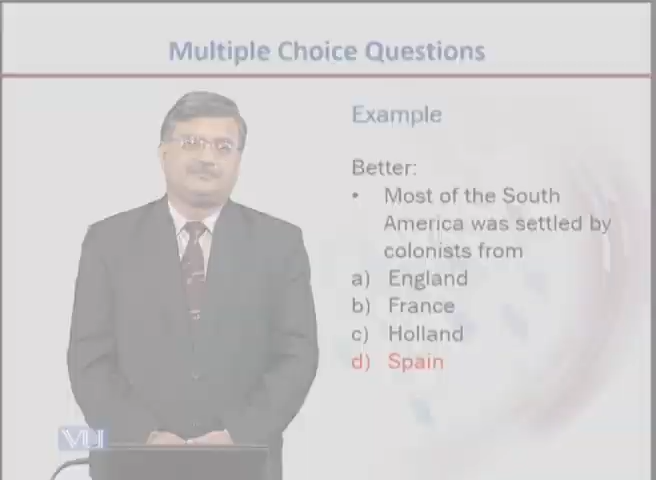 Multiple Choice Questions
Example
Better:
• Most of the South
America was settled by
colonists from
a) England
b) France
c) Holland
d) Spain
VU